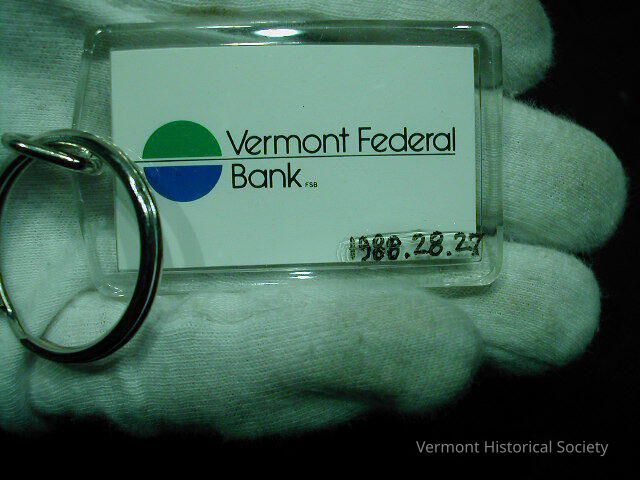 Vermont Federal
Bank FSB
1988.28.27
Vermont Historical Society